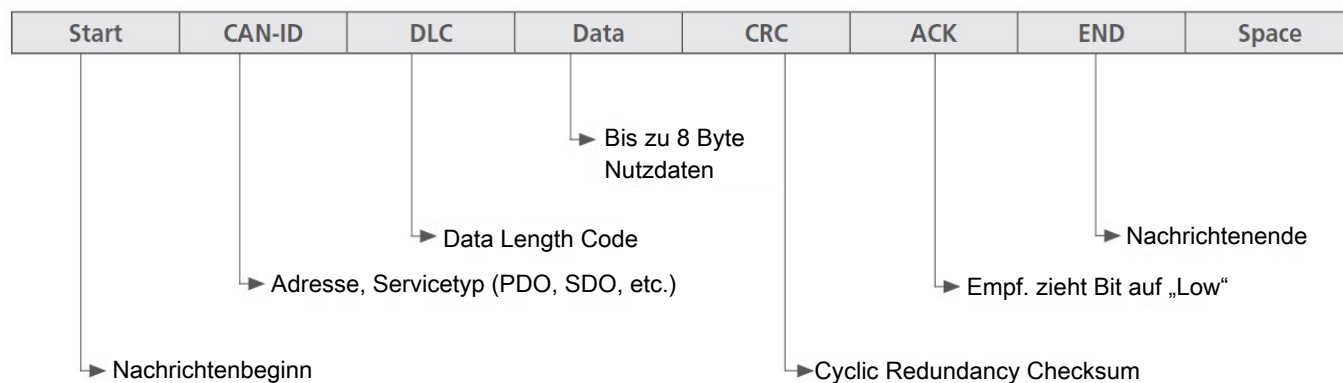 Start CAN-ID DLC Data CRC ACK END Space
Bis zu 8 Byte
Nutzdaten
Data Length Code
Nachrichtenende
Adresse, Servicetyp (PDO, SDO, etc.)
Empf. zieht Bit auf „Low“
Nachrichtenbeginn
Cyclic Redundancy Checksum